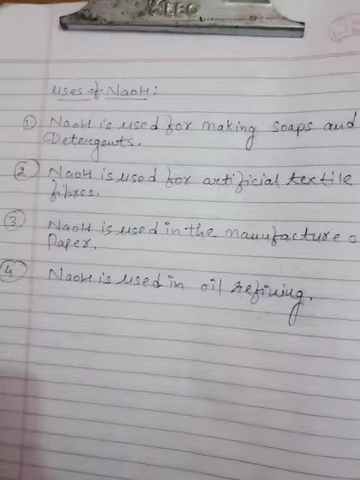 uses of NaoH:
① NaoH is used for making soaps and
Detergents.
② NaoH is used for artificial textile
fibres.
③ NaoH is used in the manufacture o
Paper.
④ NaoH is used in oil refining.